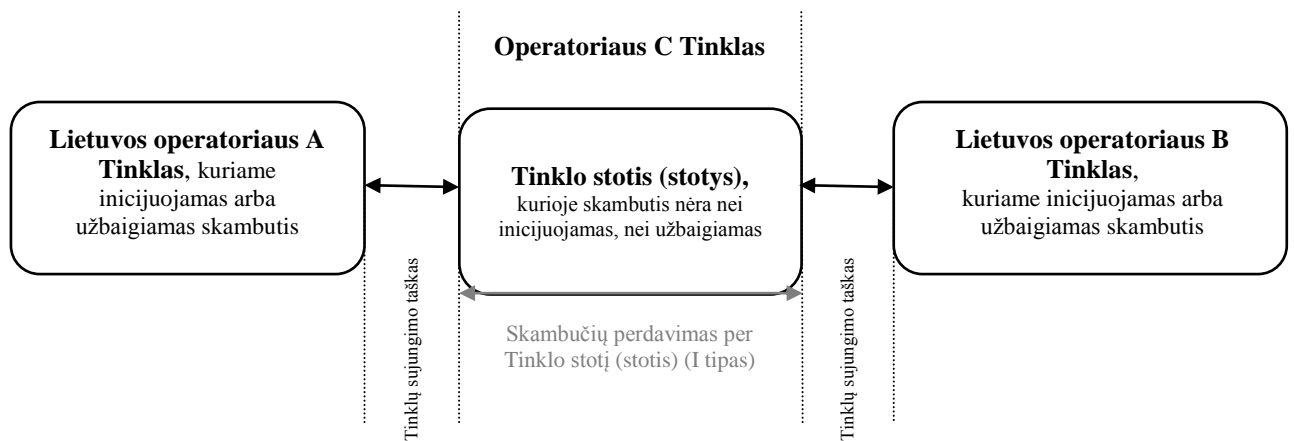 Operatoriaus C Tinklas
Lietuvos operatoriaus A
Tinklas, kuriame
inicijuojamas arba
užbaigiamas skambutis
Tinklo stotis (stotys),
kurioje skambutis nėra nei
inicijuojamas, nei užbaigiamas
Lietuvos operatoriaus B
Tinklas,
kuriame inicijuojamas arba
užbaigiamas skambutis
Tinklų sujungimo taškas
Skambučių perdavimas per
Tinklo stotį (stotis) (I tipas)
Tinklų sujungimo taškas